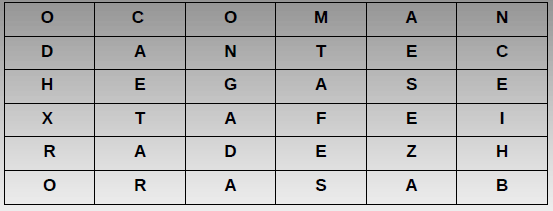 O C O M A N
D A N T E C
H E G A S E
X T A F E I
R A D E Z H
O R A S A B